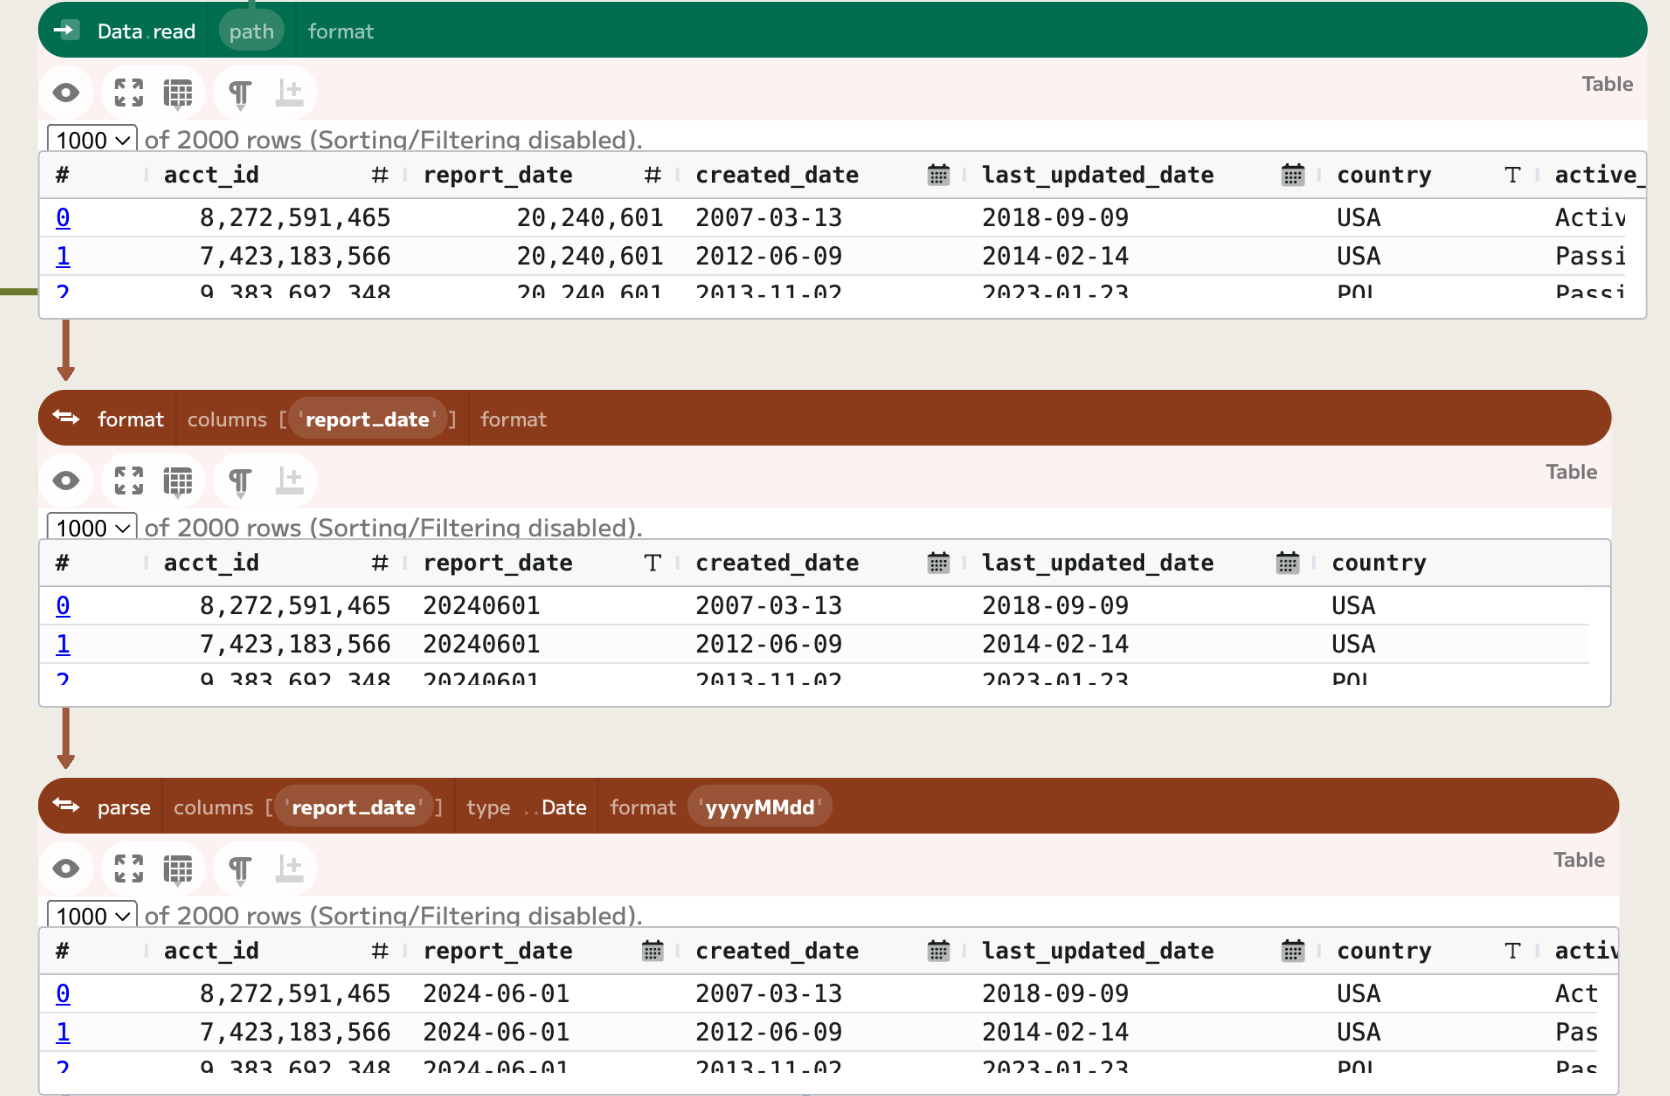 Data.read path format
Table
1000 of 2000 rows (Sorting/Filtering disabled).
# acct_id # report_date # created_date last_updated_date country T active_
0 8,272,591,465 20,240,601 2007-03-13 2018-09-09 USA Activ
1 7,423,183,566 20,240,601 2012-06-09 2014-02-14 USA Passi
2 9,383,692,348 20,240,601 2013-11-02 2023-01-23 POL Passi
format columns ['report_date'] format
Table
1000 of 2000 rows (Sorting/Filtering disabled).
# acct_id # report_date T created_date last_updated_date country
0 8,272,591,465 20240601 2007-03-13 2018-09-09 USA
1 7,423,183,566 20240601 2012-06-09 2014-02-14 USA
2 9,383,692,348 20240601 2013-11-02 2023-01-23 POL
parse columns ['report_date'] type ..Date format 'yyyyMMdd'
Table
1000 of 2000 rows (Sorting/Filtering disabled).
# acct_id # report_date created_date last_updated_date country T activ
0 8,272,591,465 2024-06-01 2007-03-13 2018-09-09 USA Act
1 7,423,183,566 2024-06-01 2012-06-09 2014-02-14 USA Pas
2 9,383,692,348 2024-06-01 2013-11-02 2023-01-23 POL Pas